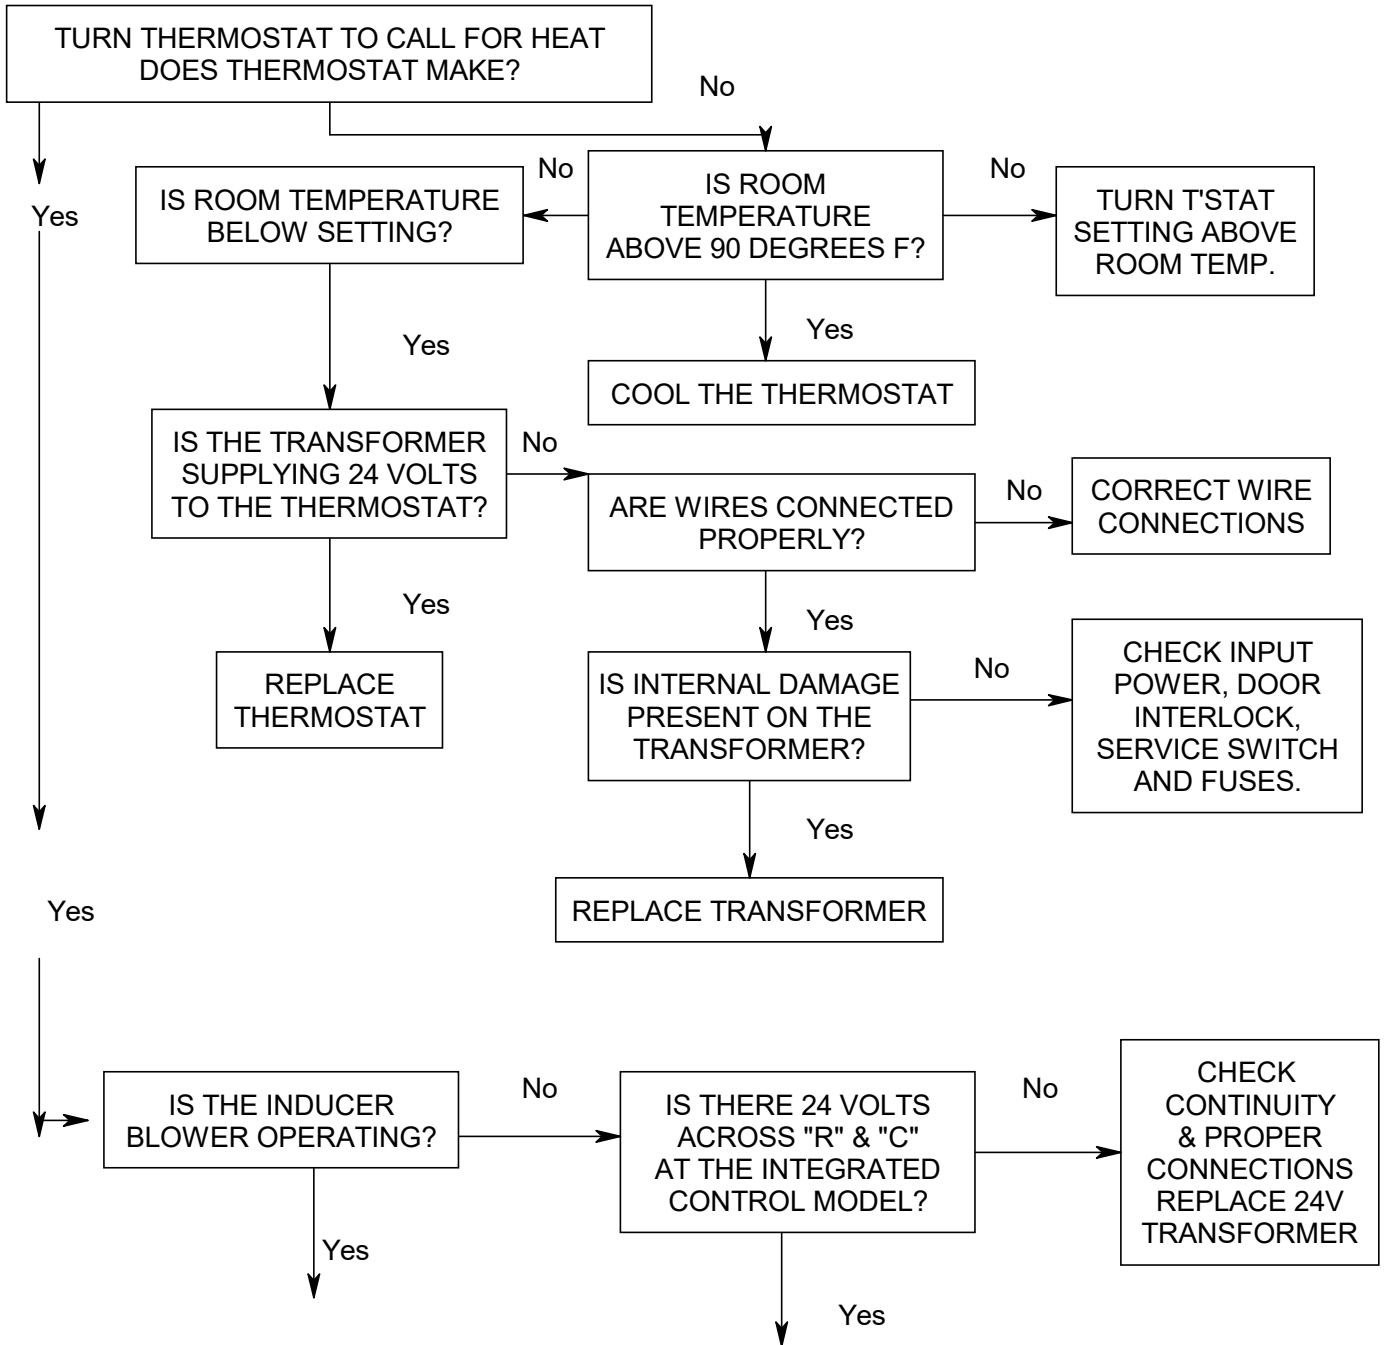 TURN THERMOSTAT TO CALL FOR HEAT
DOES THERMOSTAT MAKE?
No
Yes
IS ROOM TEMPERATURE
BELOW SETTING?
No
IS ROOM
TEMPERATURE
ABOVE 90 DEGREES F?
No
TURN T'STAT
SETTING ABOVE
ROOM TEMP.
Yes
Yes
COOL THE THERMOSTAT
IS THE TRANSFORMER
SUPPLYING 24 VOLTS
TO THE THERMOSTAT?
No
ARE WIRES CONNECTED
PROPERLY?
No
CORRECT WIRE
CONNECTIONS
Yes
Yes
REPLACE
THERMOSTAT
IS INTERNAL DAMAGE
PRESENT ON THE
TRANSFORMER?
No
CHECK INPUT
POWER, DOOR
INTERLOCK,
SERVICE SWITCH
AND FUSES.
Yes
REPLACE TRANSFORMER
Yes
IS THE INDUCER
BLOWER OPERATING?
No
IS THERE 24 VOLTS
ACROSS "R" & "C"
AT THE INTEGRATED
CONTROL MODEL?
No
CHECK
CONTINUITY
& PROPER
CONNECTIONS
REPLACE 24V
TRANSFORMER
Yes
Yes